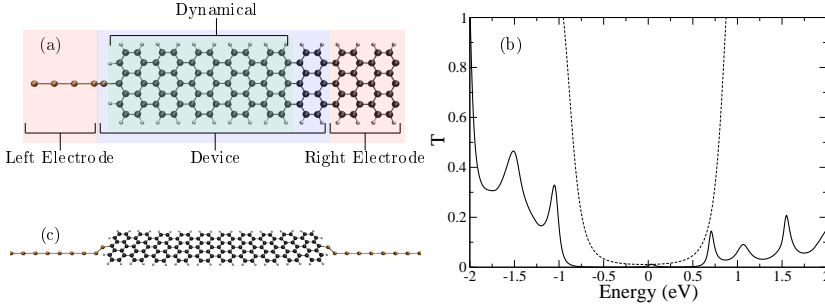 Dynamical
(a)
Left Electrode
Device
Right Electrode
(c)
(b)
T
1
0.8
0.6
0.4
0.2
0
-2
-1.5
-1
-0.5
0
0.5
1
1.5
2
Energy (eV)